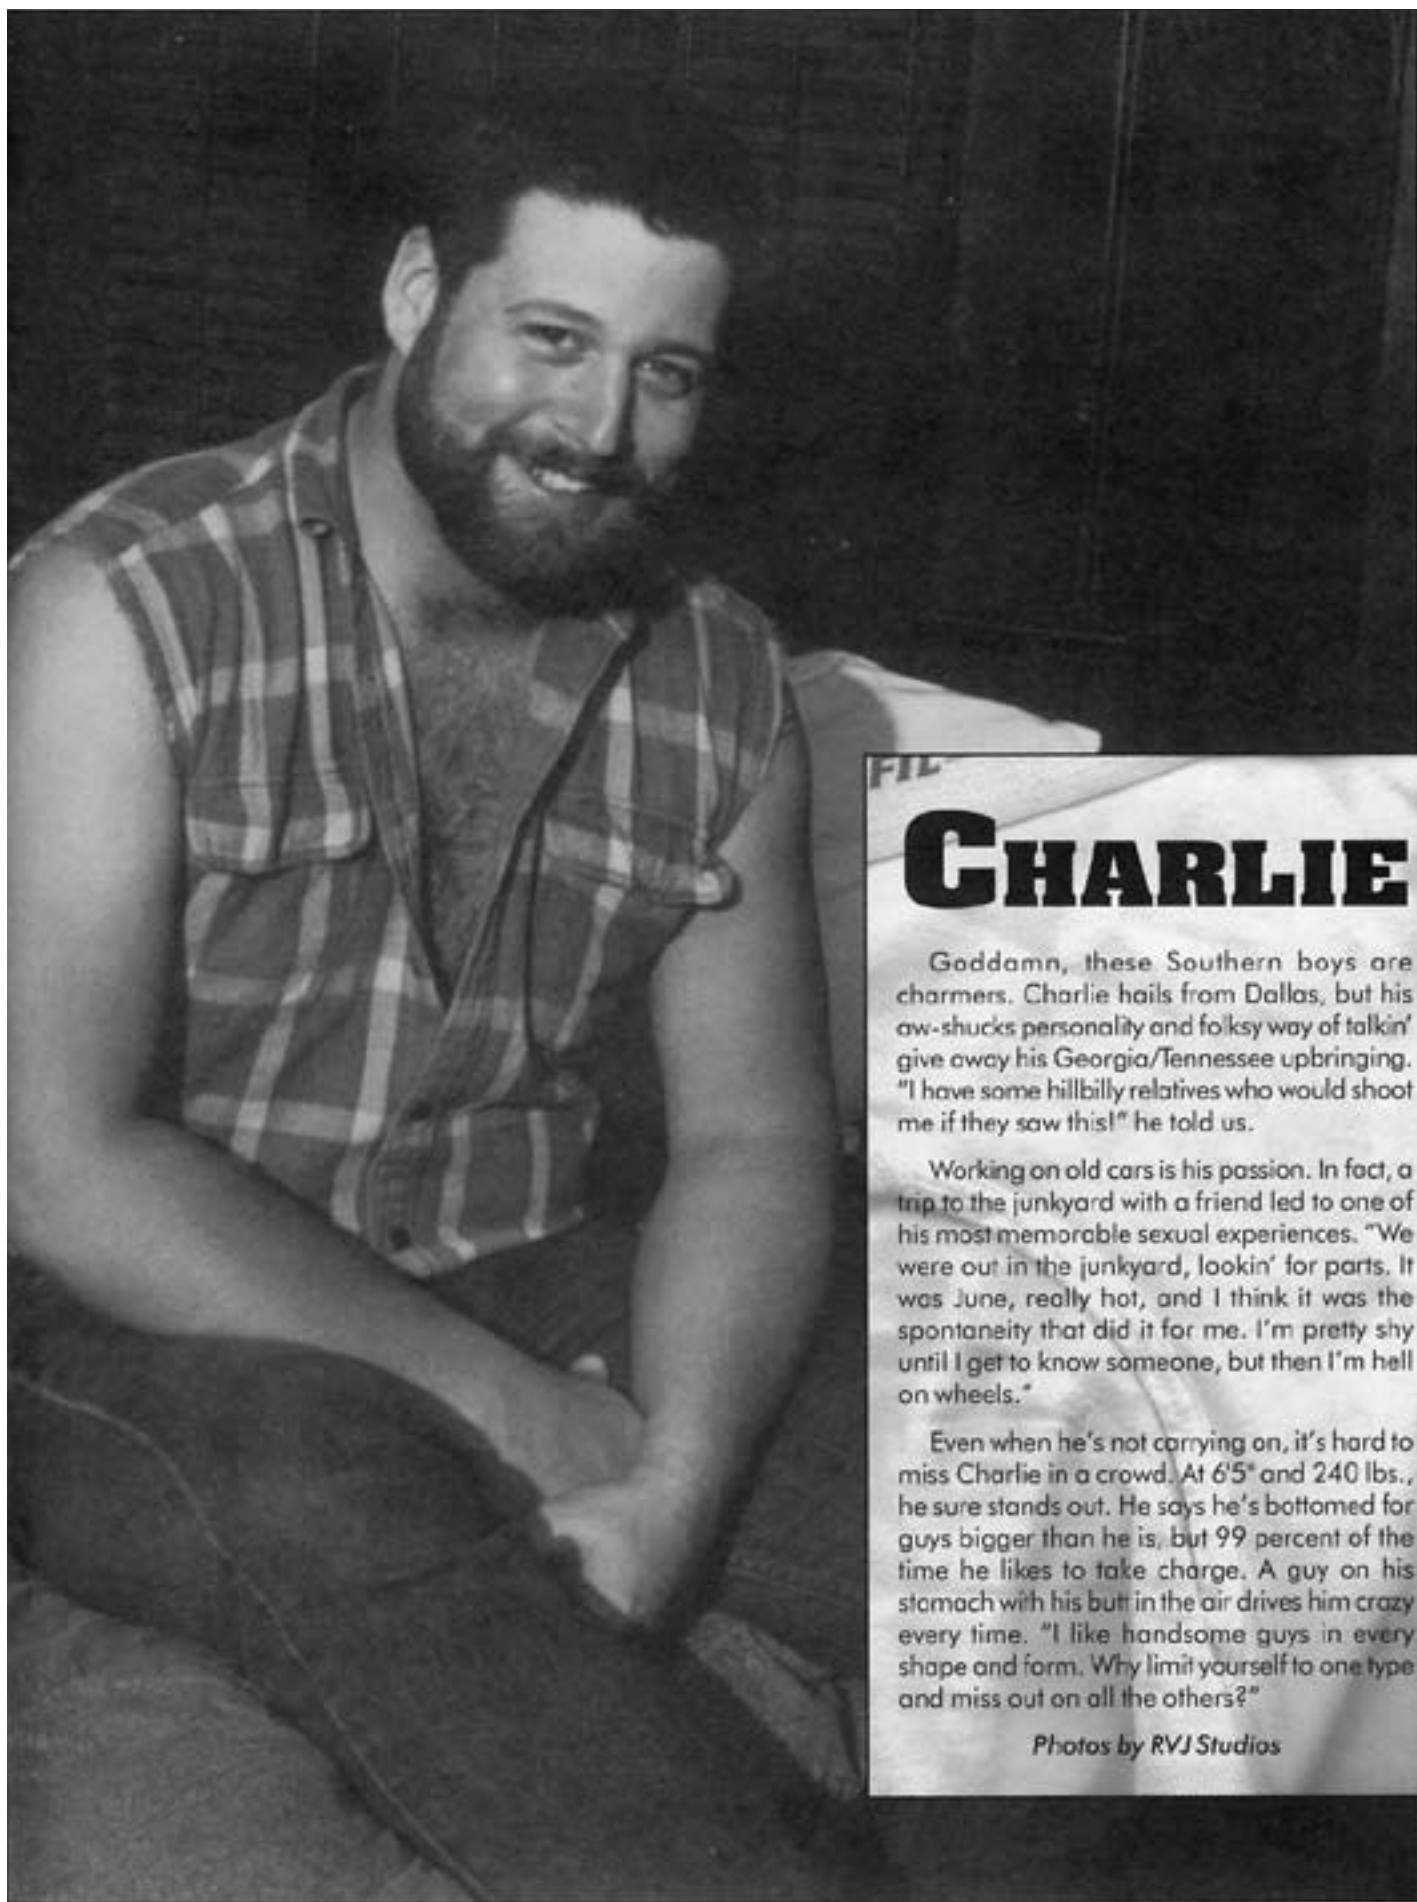 FIL
CHARLIE
Goddamn, these Southern boys are
charmers. Charlie hails from Dallas, but his
aw-shucks personality and folksy way of talkin'
give away his Georgia/Tennessee upbringing.
"I have some hillbilly relatives who would shoot
me if they saw this!" he told us.
Working on old cars is his passion. In fact, a
trip to the junkyard with a friend led to one of
his most memorable sexual experiences. "We
were out in the junkyard, lookin' for parts. It
was June, really hot, and I think it was the
spontaneity that did it for me. I'm pretty shy
until I get to know someone, but then I'm hell
on wheels."
Even when he's not carrying on, it's hard to
miss Charlie in a crowd. At 6'5" and 240 lbs.,
he sure stands out. He says he's bottomed for
guys bigger than he is, but 99 percent of the
time he likes to take charge. A guy on his
stomach with his butt in the air drives him crazy
every time. "I like handsome guys in every
shape and form. Why limit yourself to one type
and miss out on all the others?"
Photos by RVJ Studios